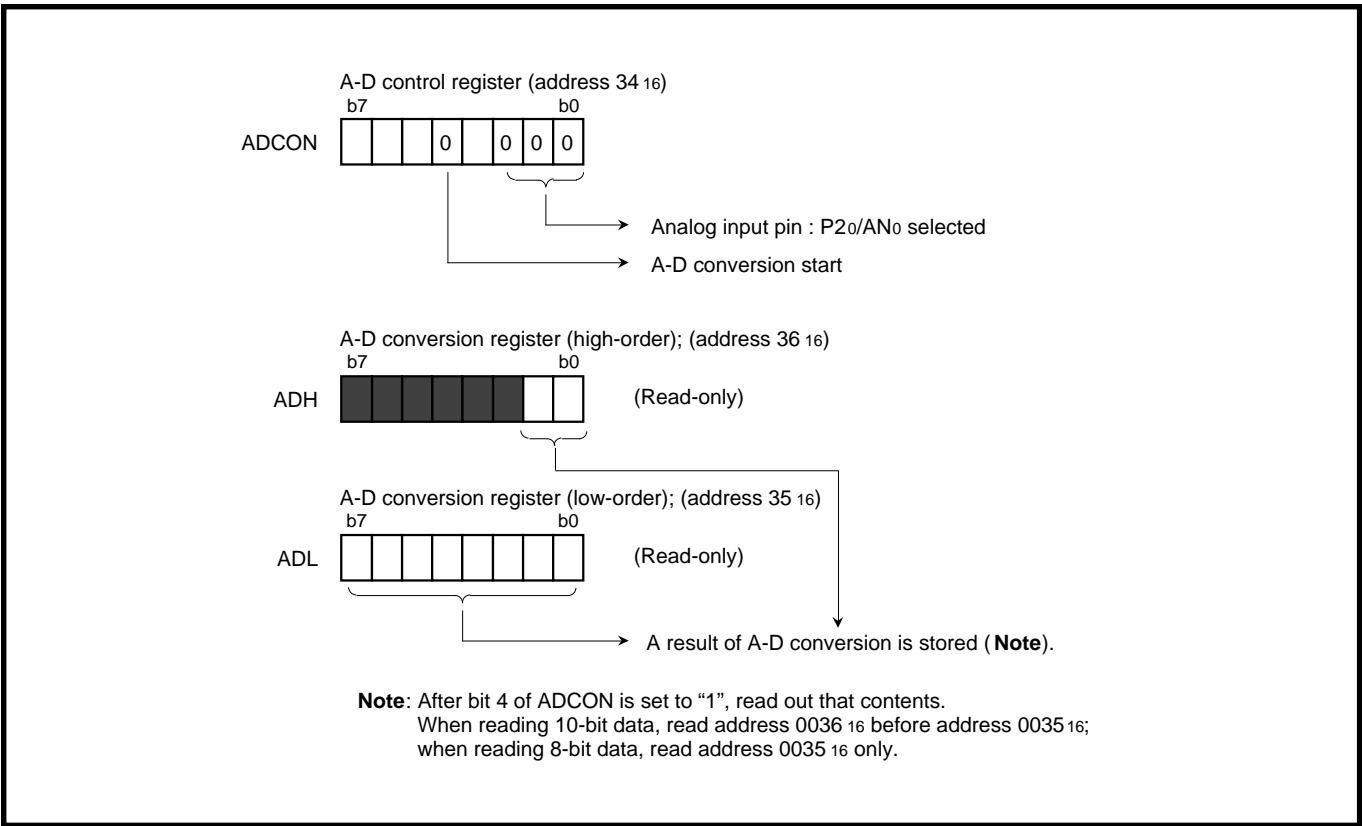 A-D control register (address 34 16)
b7 b0
ADCON 0 0 0 0
Analog input pin : P20/AN0 selected
A-D conversion start
A-D conversion register (high-order); (address 36 16)
b7 b0
ADH (Read-only)
A-D conversion register (low-order); (address 35 16)
b7 b0
ADL (Read-only)
A result of A-D conversion is stored ( Note).
Note: After bit 4 of ADCON is set to “1”, read out that contents.
When reading 10-bit data, read address 0036 16 before address 0035 16;
when reading 8-bit data, read address 0035 16 only.